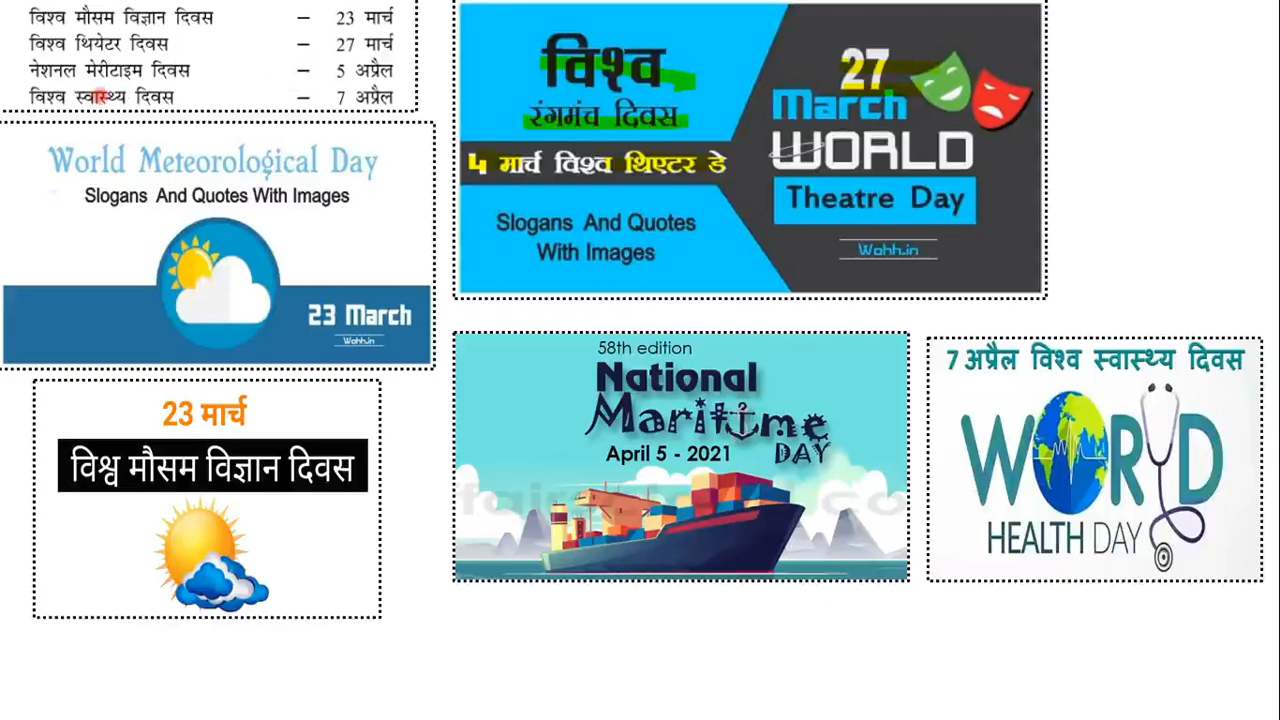 विश्व मौसम विज्ञान दिवस – 23 मार्च
विश्व थियेटर दिवस – 27 मार्च
नेशनल मेरीटाइम दिवस – 5 अप्रैल
विश्व स्वास्थ्य दिवस – 7 अप्रैल
World Meteorological Day
Slogans And Quotes With Images
23 March
Wohh.in
23 मार्च
विश्व मौसम विज्ञान दिवस
विश्व
रंगमंच दिवस
4 मार्च विश्व थिएटर डे
Slogans And Quotes
With Images
27
March
WORLD
Theatre Day
Wohh.in
58th edition
National
Maritime
April 5 - 2021 DAY
7 अप्रैल विश्व स्वास्थ्य दिवस
WORLD
HEALTH DAY